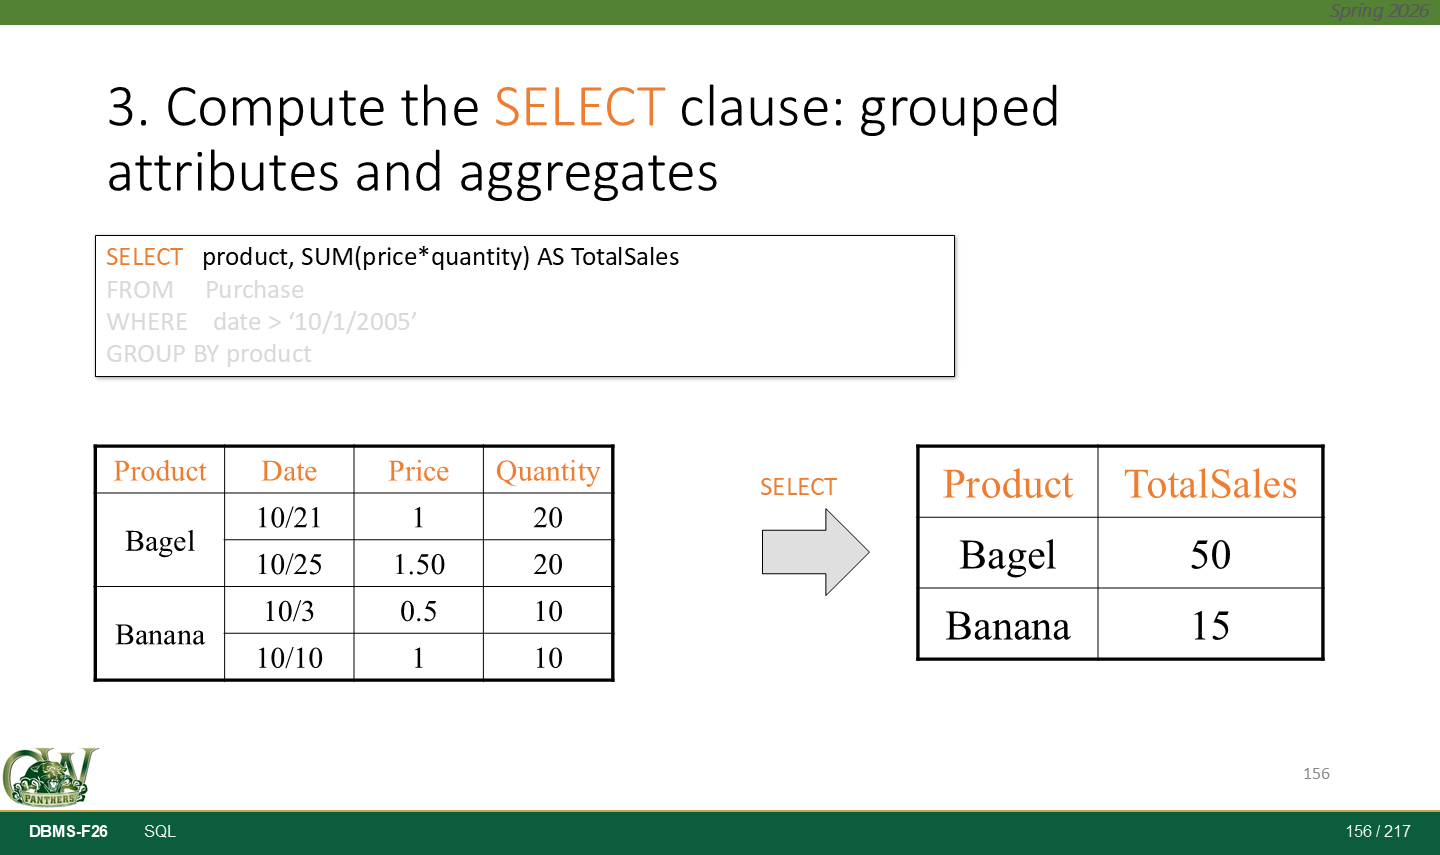 Spring 2026
3. Compute the SELECT clause: grouped
attributes and aggregates
SELECT product, SUM(price*quantity) AS TotalSales
FROM Purchase
WHERE date > ‘10/1/2005’
GROUP BY product
Product Date Price Quantity
Bagel
10/21 1 20
10/25 1.50 20
Banana
10/3 0.5 10
10/10 1 10
SELECT
Product TotalSales
Bagel 50
Banana 15
OW
PANTHERS
156
DBMS-F26 SQL 156 / 217